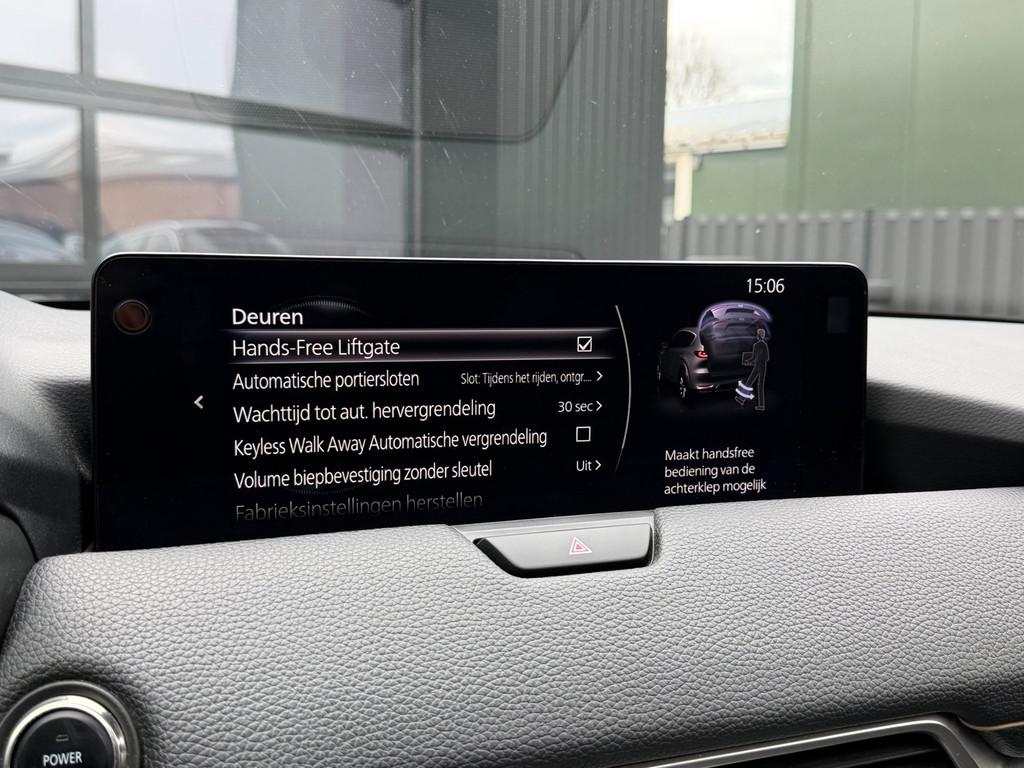 15:06
Deuren
Hands-Free Liftgate
Automatische portiersloten Slot: Tijdens het rijden, ontgr....
Wachttijd tot aut. hervergrendeling 30 sec
Keyless Walk Away Automatische vergrendeling
Volume biepbevestiging zonder sleutel Uit
Fabrieksinstellingen herstellen
Maakt handsfree
bediening van de
achterklep mogelijk
POWER